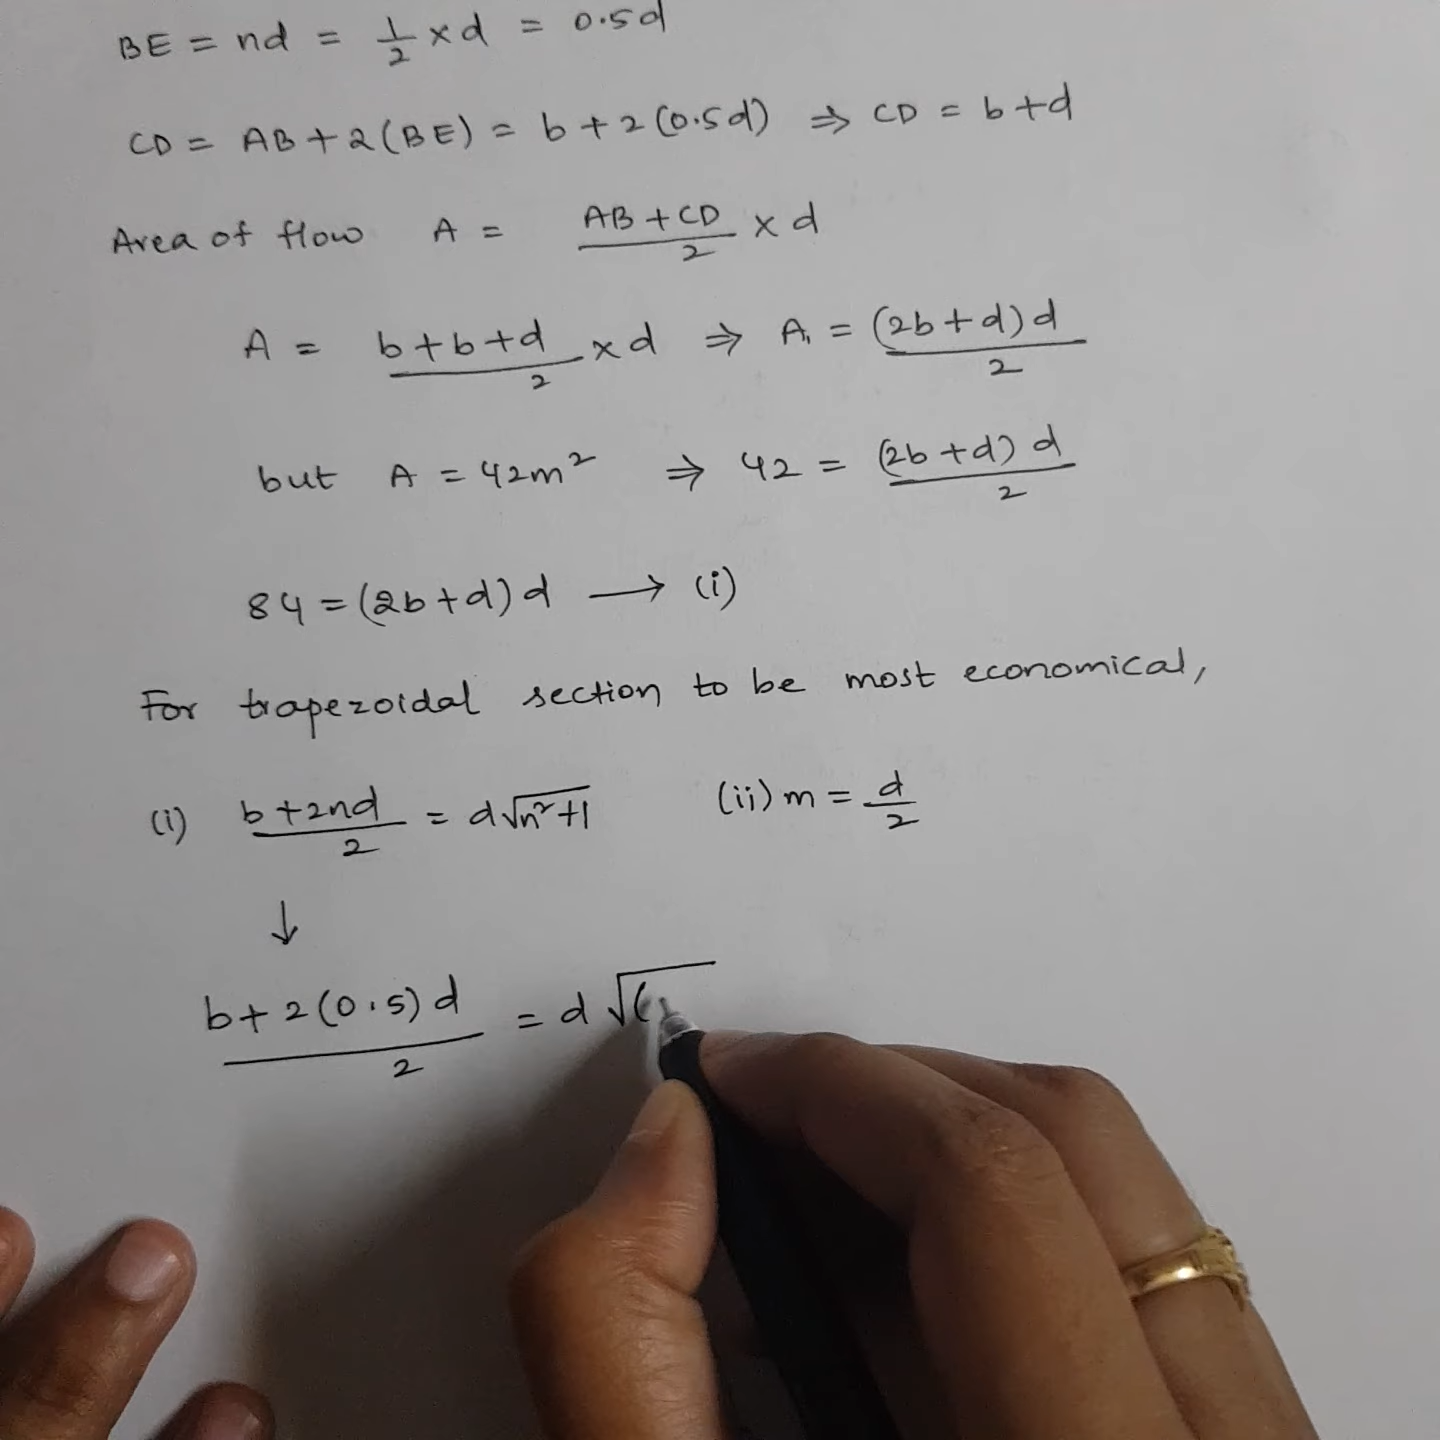 BE = nd = 1/2 × d = 0.5d
CD = AB + 2(BE) = b + 2(0.5d) ⇒ CD = b + d
Area of flow A = (AB + CD)/2 × d
A = (b + b + d)/2 × d ⇒ A = (2b + d)d/2
but A = 42m² ⇒ 42 = (2b + d)d/2
84 = (2b + d)d → (i)
For trapezoidal section to be most economical,
(i) (b + 2nd)/2 = d√(n²+1) (ii) m = d/2
↓
(b + 2(0.5)d)/2 = d√(